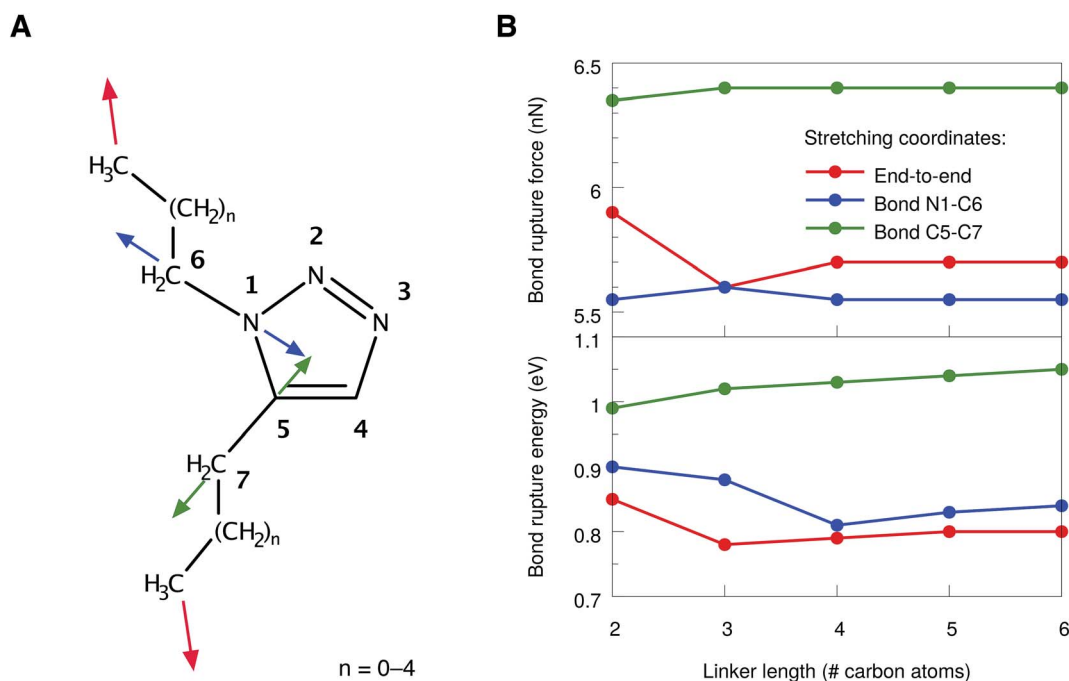 A
H₃C
(CH₂)ₙ
H₂C
6
1
2
N
3
N
N
5
4
H₂C
7
(CH₂)ₙ
H₃C
n = 0–4
B
Bond rupture force (nN)
6.5
6
5.5
Stretching coordinates:
End-to-end
Bond N1-C6
Bond C5-C7
Bond rupture energy (eV)
1.1
1
0.9
0.8
0.7
2 3 4 5 6
Linker length (# carbon atoms)